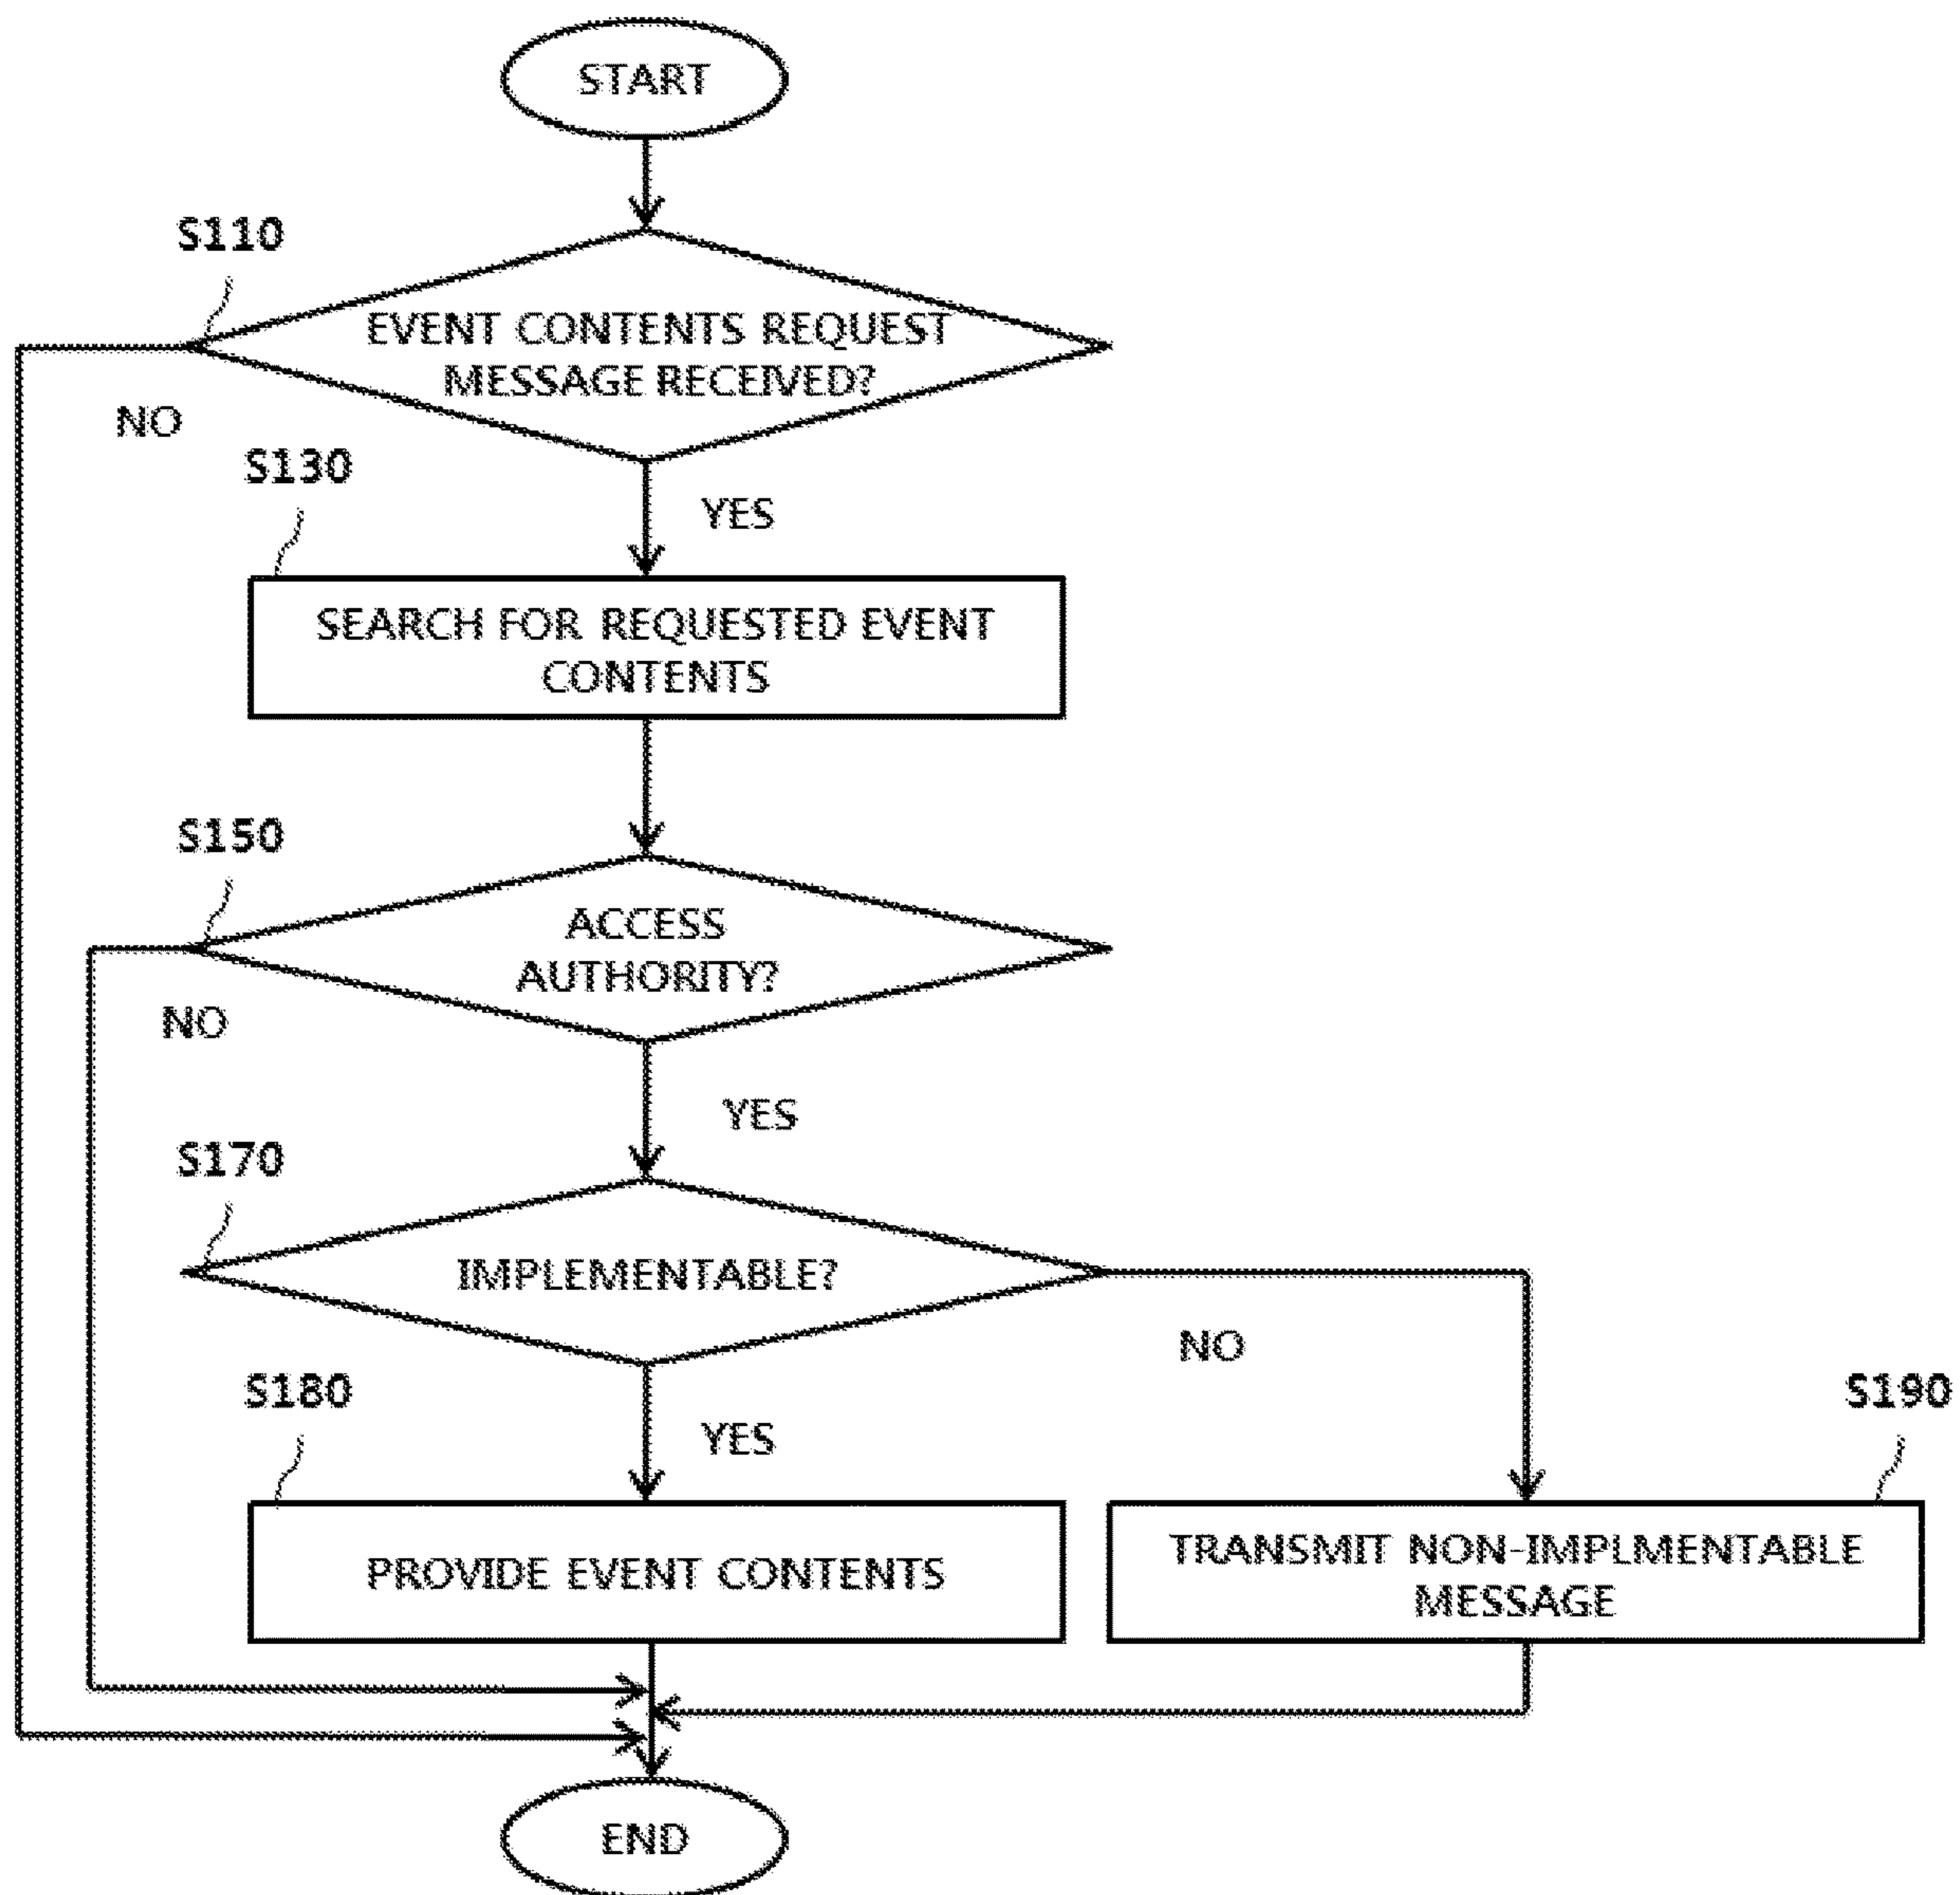 START
S110
EVENT CONTENTS REQUEST
MESSAGE RECEIVED?
NO
S130
YES
SEARCH FOR REQUESTED EVENT
CONTENTS
S150
ACCESS
AUTHORITY?
NO
YES
S170
IMPLEMENTABLE?
NO
S180
S190
YES
PROVIDE EVENT CONTENTS
TRANSMIT NON-IMPLMENTABLE
MESSAGE
END